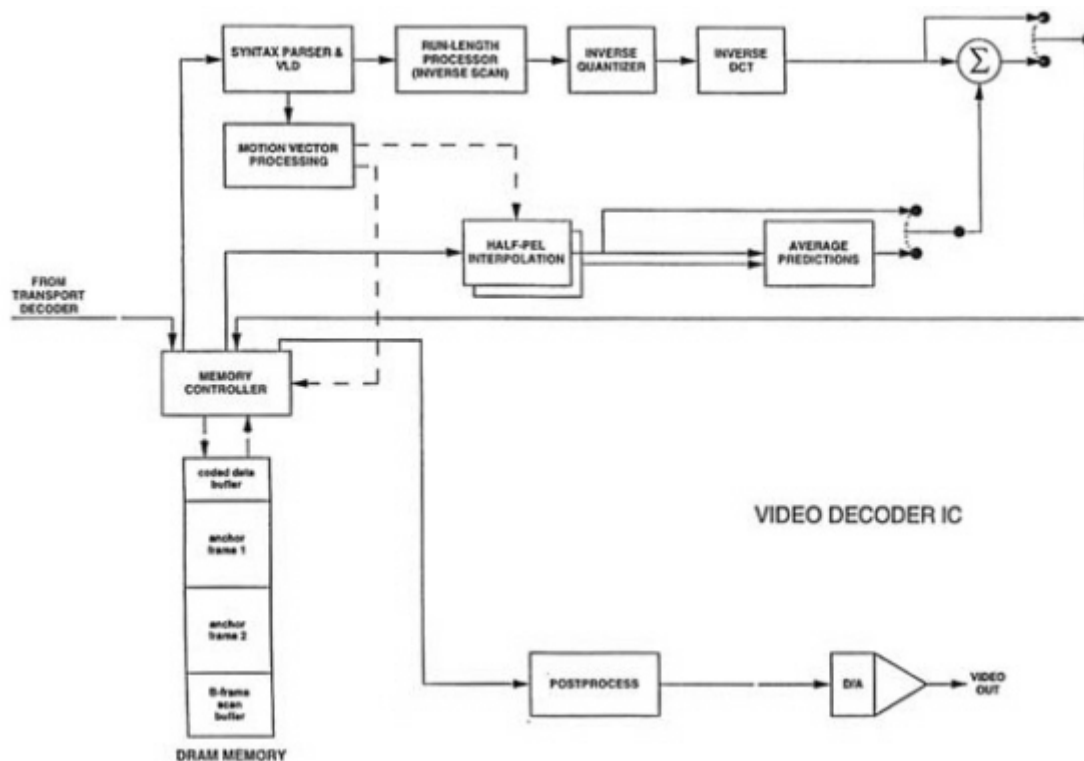 SYNTAX PARSER &
VLD
RUN-LENGTH
PROCESSOR
(INVERSE SCAN)
INVERSE
QUANTIZER
INVERSE
DCT
Σ
MOTION VECTOR
PROCESSING
HALF-PEL
INTERPOLATION
AVERAGE
PREDICTIONS
FROM
TRANSPORT
DECODER
MEMORY
CONTROLLER
coded data
buffer
anchor
frame 1
anchor
frame 2
B-frame
scan
buffer
DRAM MEMORY
VIDEO DECODER IC
POSTPROCESS
D/A
VIDEO
OUT